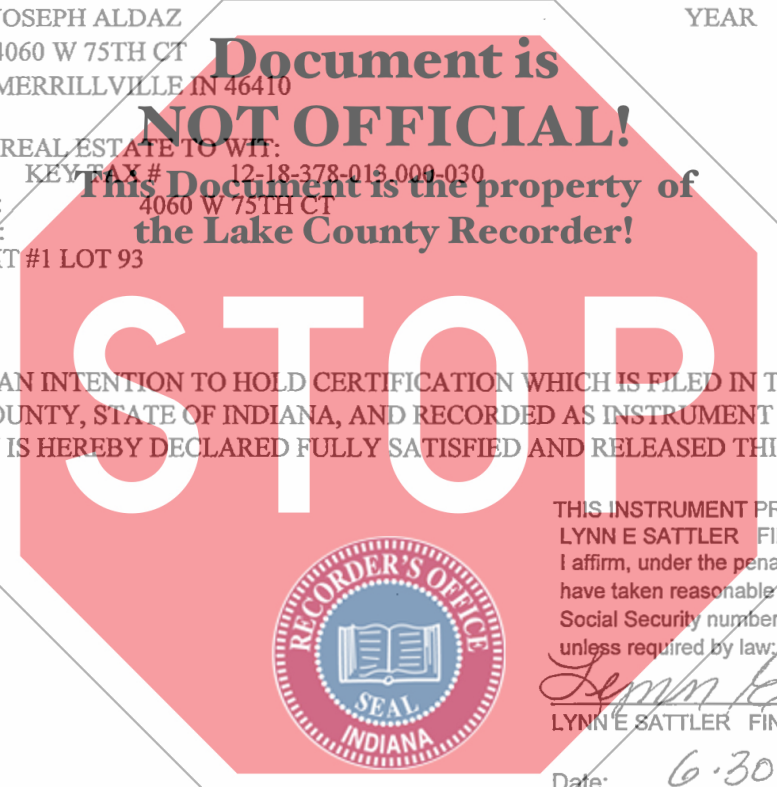 JOSEPH ALDAZ YEAR
4060 W 75TH CT
MERRILLVILLE IN 46410
Document is
NOT OFFICIAL!
REAL ESTATE TO WIT:
KEY TAX # 12-18-378-013.000-030
This Document is the property of
: 4060 W 75TH CT
the Lake County Recorder!
:
T #1 LOT 93
STOP
AN INTENTION TO HOLD CERTIFICATION WHICH IS FILED IN T
OUNTY, STATE OF INDIANA, AND RECORDED AS INSTRUMENT
IS HEREBY DECLARED FULLY SATISFIED AND RELEASED THI
THIS INSTRUMENT PR
LYNN E SATTLER FI
I affirm, under the pena
have taken reasonable
Social Security number
unless required by law:
RECORDER'S OFFICE
SEAL
INDIANA
LYNN E SATTLER FIN
Date: 6.30